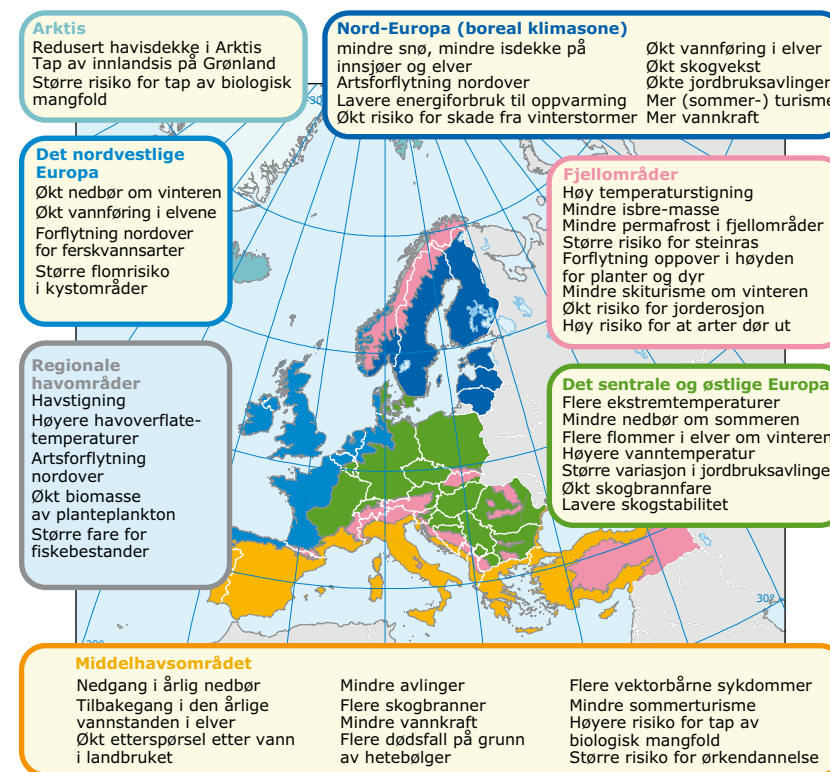 Arktis
Redusert havisdekke i Arktis
Tap av innlandsis på Grønland
Større risiko for tap av biologisk
mangfold
Nord-Europa (boreal klimasone)
mindre snø, mindre isdekke på
innsjøer og elver
Artsforflytning nordover
Lavere energiforbruk til oppvarming
Økt risiko for skade fra vinterstormer
Økt vannføring i elver
Økt skogvekst
Økte jordbruksavlinger
Mer (sommer-) turisme
Mer vannkraft
Det nordvestlige
Europa
Økt nedbør om vinteren
Økt vannføring i elvene
Forflytning nordover
for ferskvannsarter
Større flomrisiko
i kystområder
Fjellområder
Høy temperaturstigning
Mindre isbre-masse
Mindre permafrost i fjellområder
Større risiko for steinras
Forflytning oppover i høyden
for planter og dyr
Mindre skiturisme om vinteren
Økt risiko for jorderosjon
Høy risiko for at arter dør ut
Regionale
havområder
Havstigning
Høyere havoverflate-
temperaturer
Artsforflytning
nordover
Økt biomasse
av planteplankton
Større fare for
fiskebestander
Det sentrale og østlige Europa
Flere ekstremtemperaturer
Mindre nedbør om sommeren
Flere flommer i elver om vinteren
Høyere vanntemperatur
Større variasjon i jordbruksavlinge
Økt skogbrannfare
Lavere skogstabilitet
30°
Middelhavsområdet
Nedgang i årlig nedbør
Tilbakegang i den årlige
vannstanden i elver
Økt etterspørsel etter vann
i landbruket
Mindre avlinger
Flere skogbranner
Mindre vannkraft
Flere dødsfall på grunn
av hetebølger
Flere vektorbårne sykdommer
Mindre sommerturisme
Høyere risiko for tap av
biologisk mangfold
Større risiko for ørkendannelse